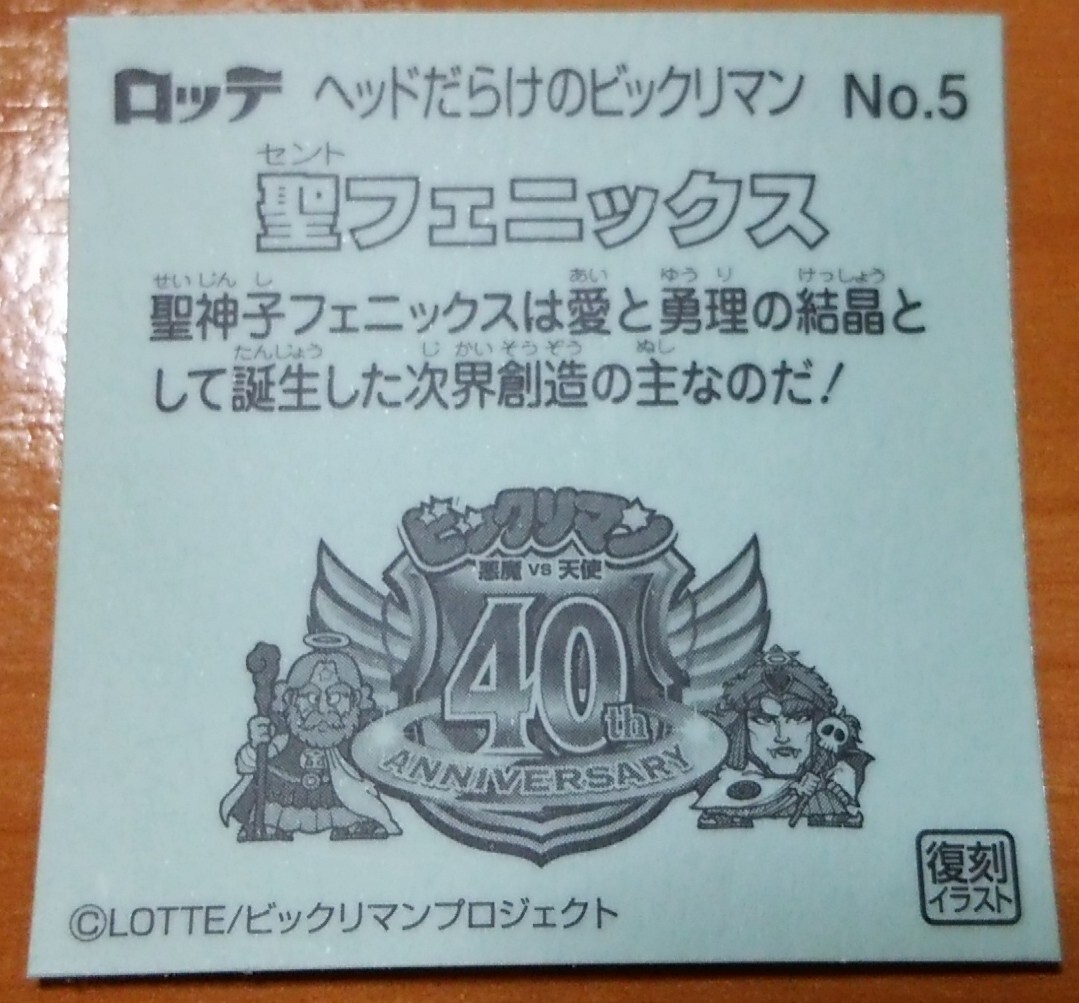 ロッテ ヘッドだらけのビックリマン No.5
セント
聖フェニックス
せいじんし あい ゆうり けっしょう
聖神子フェニックスは愛と勇理の結晶と
たんじょう じかいそうぞう ぬし
して誕生した次界創造の主なのだ!
ビックリマン
悪魔 VS 天使
40th
ANNIVERSARY
復刻
イラスト
©LOTTE/ビックリマンプロジェクト